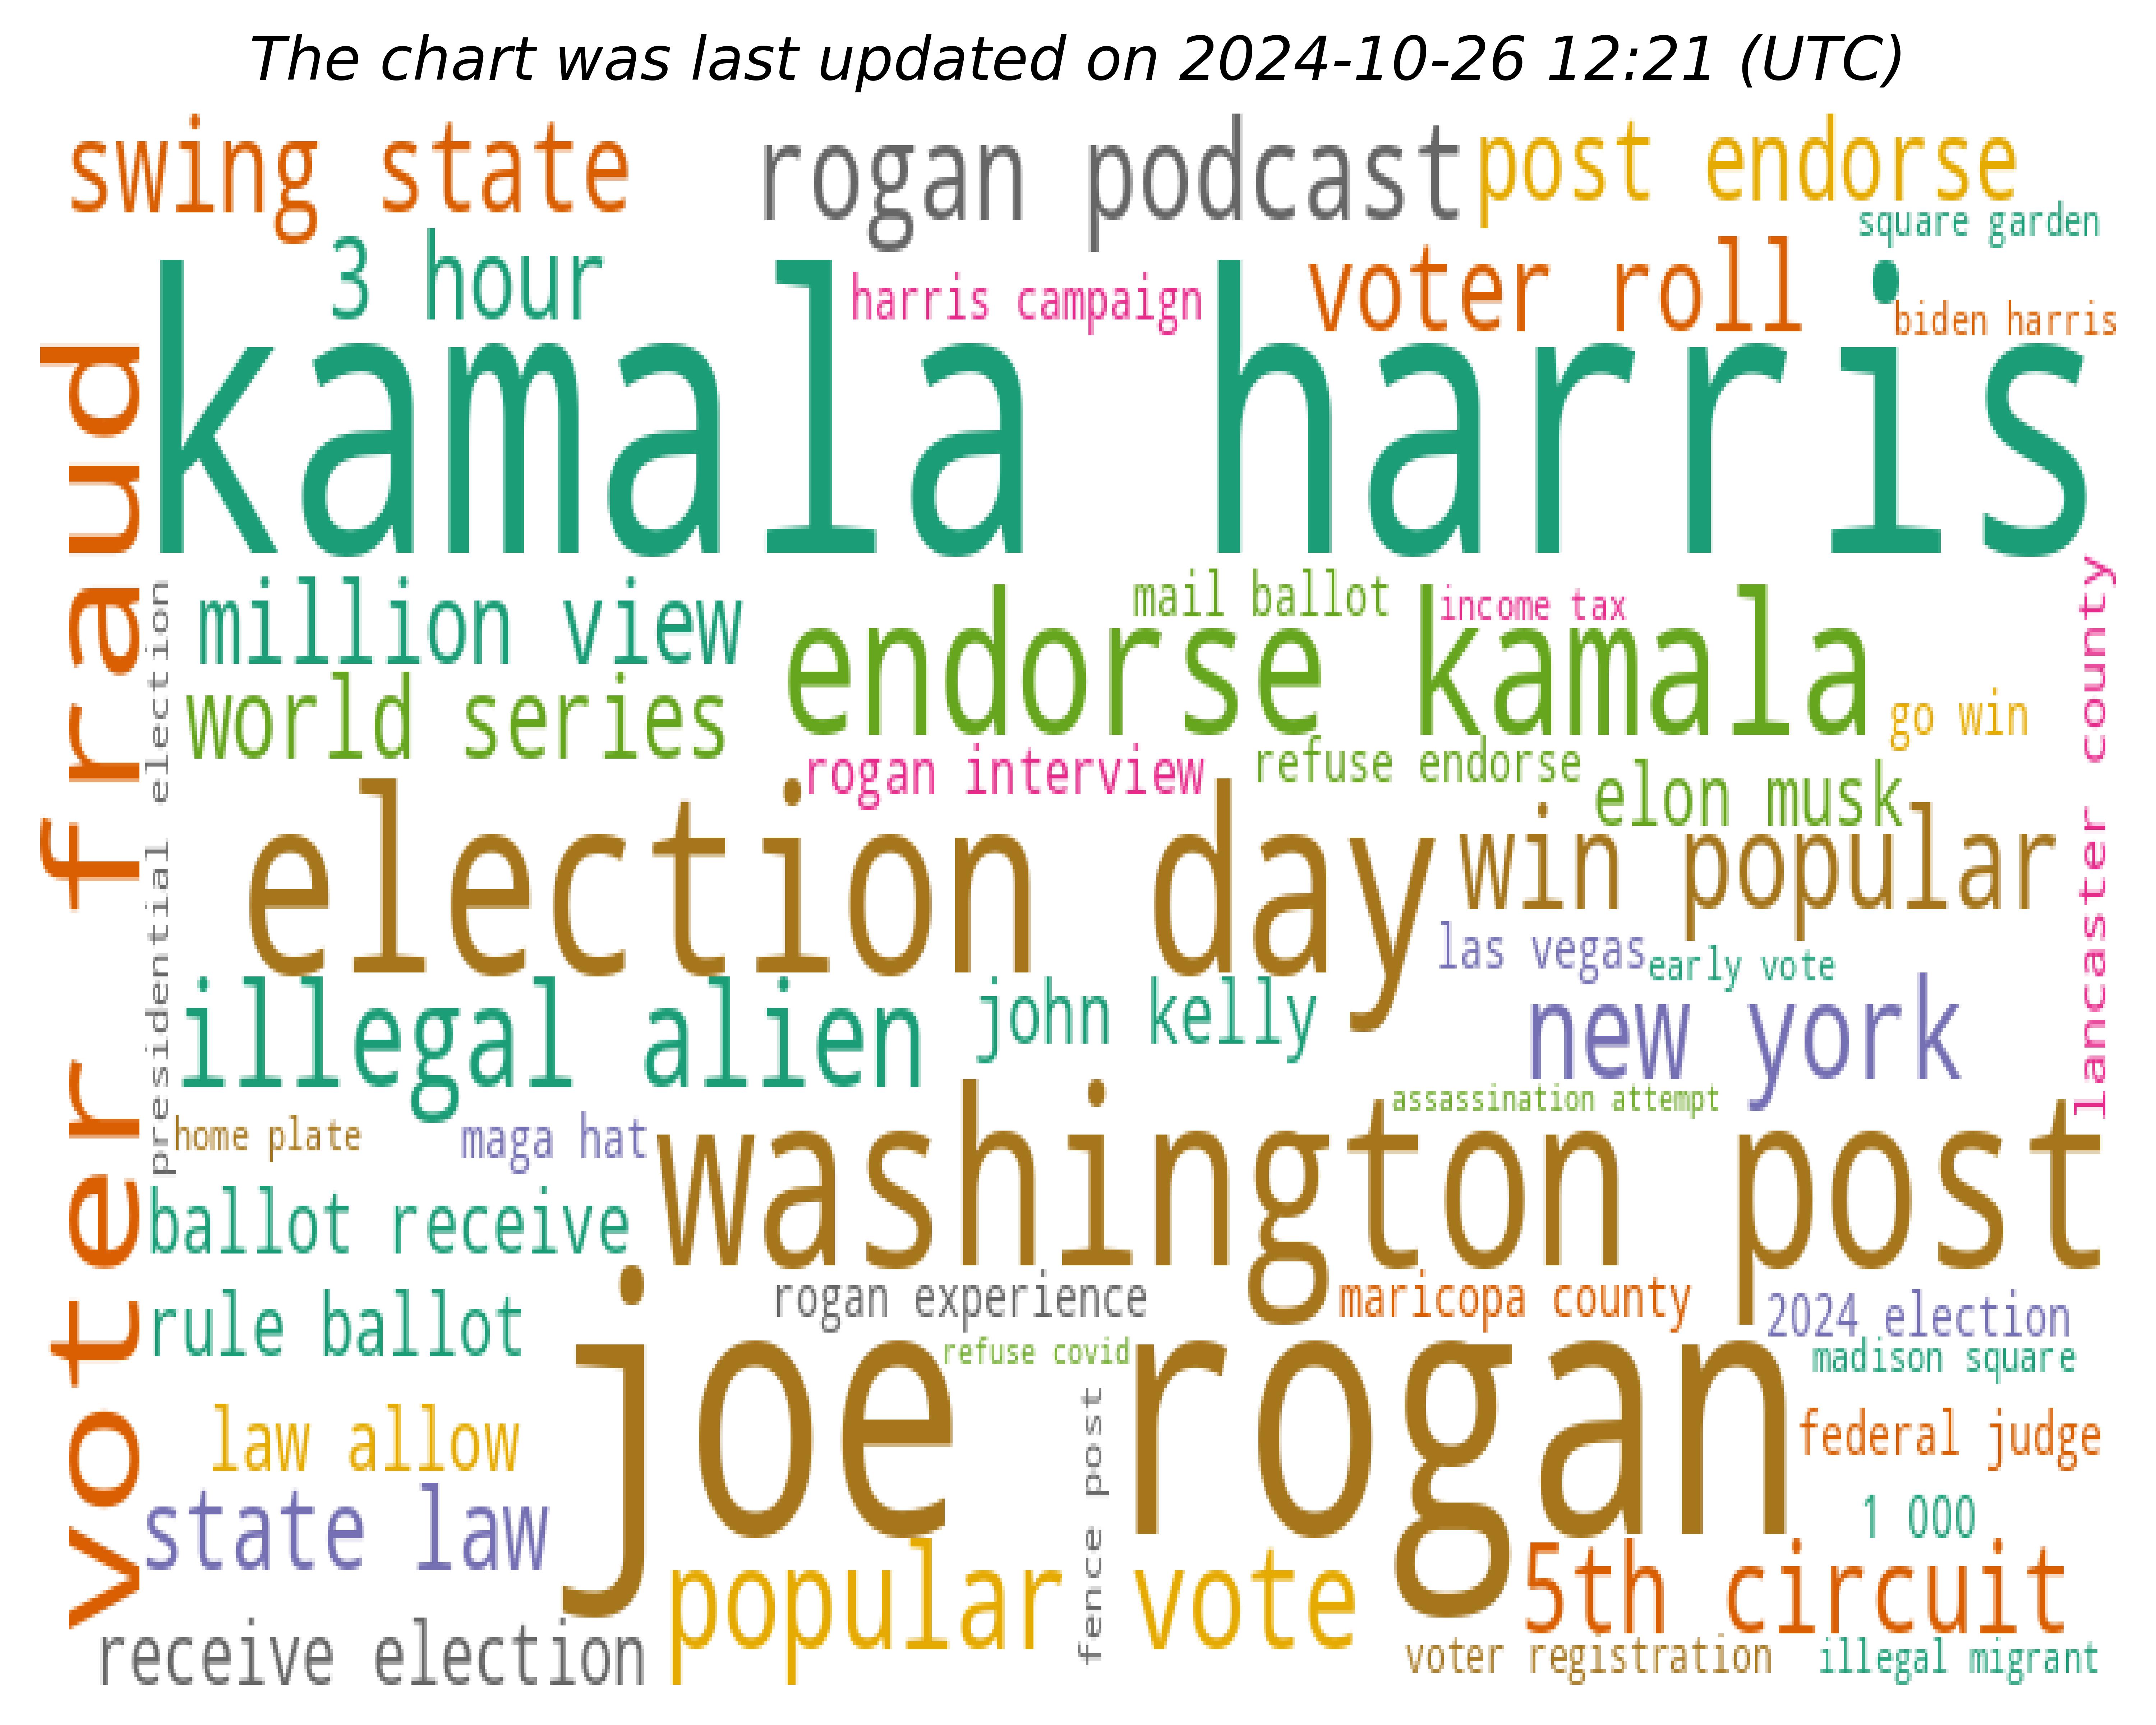 The chart was last updated on 2024-10-26 12:21 (UTC)
swing state
rogan podcast
post endorse
square garden
3 hour
harris campaign
voter roll
biden harris
kamala harris
voter fraud
presidential election
million view
mail ballot
income tax
endorse kamala
lancaster county
world series
go win
rogan interview
refuse endorse
elon musk
election day
win popular
las vegas
early vote
illegal alien
john kelly
new york
assassination attempt
home plate
maga hat
washington post
ballot receive
rogan experience
maricopa county
2024 election
rule ballot
refuse covid
madison square
joe rogan
law allow
fence post
federal judge
state law
1 000
popular vote
5th circuit
receive election
voter registration
illegal migrant